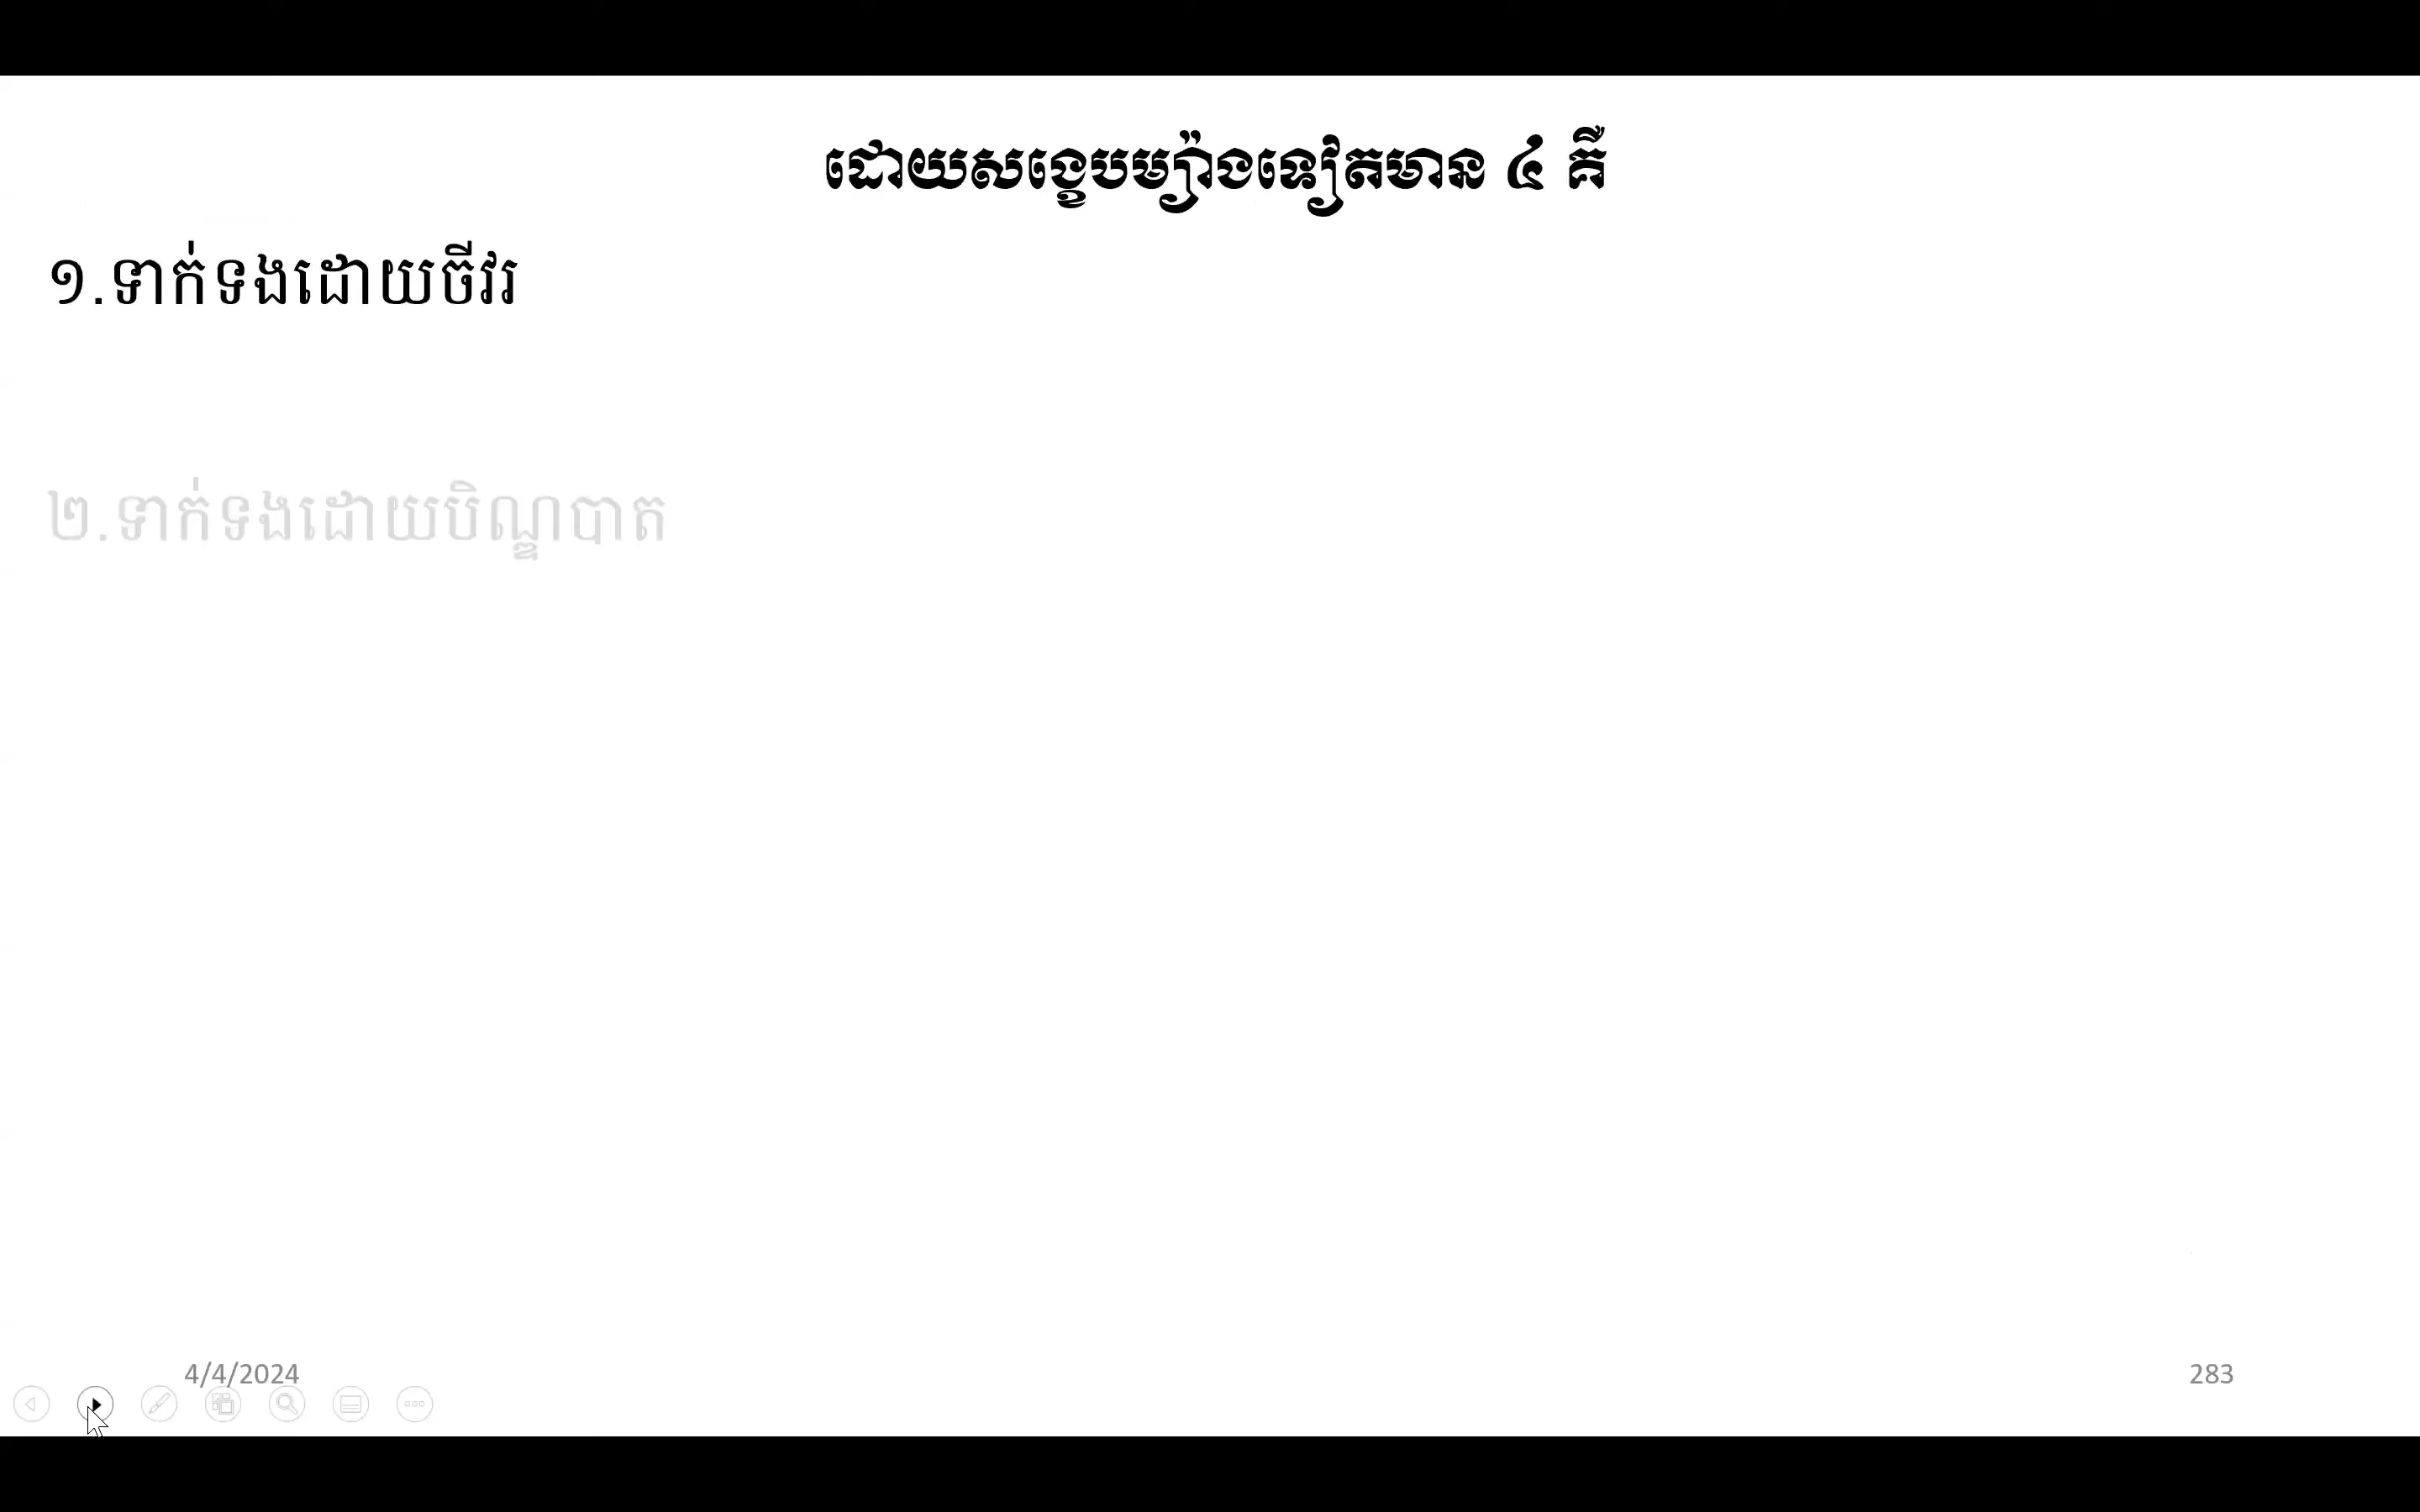 ដោយសង្ខេបម្យ៉ាងទៀតមាន ៤ គឺ
១.ទាក់ទងដោយចីវរ
២.ទាក់ទងដោយបិណ្ឌបាត
4/4/2024
283